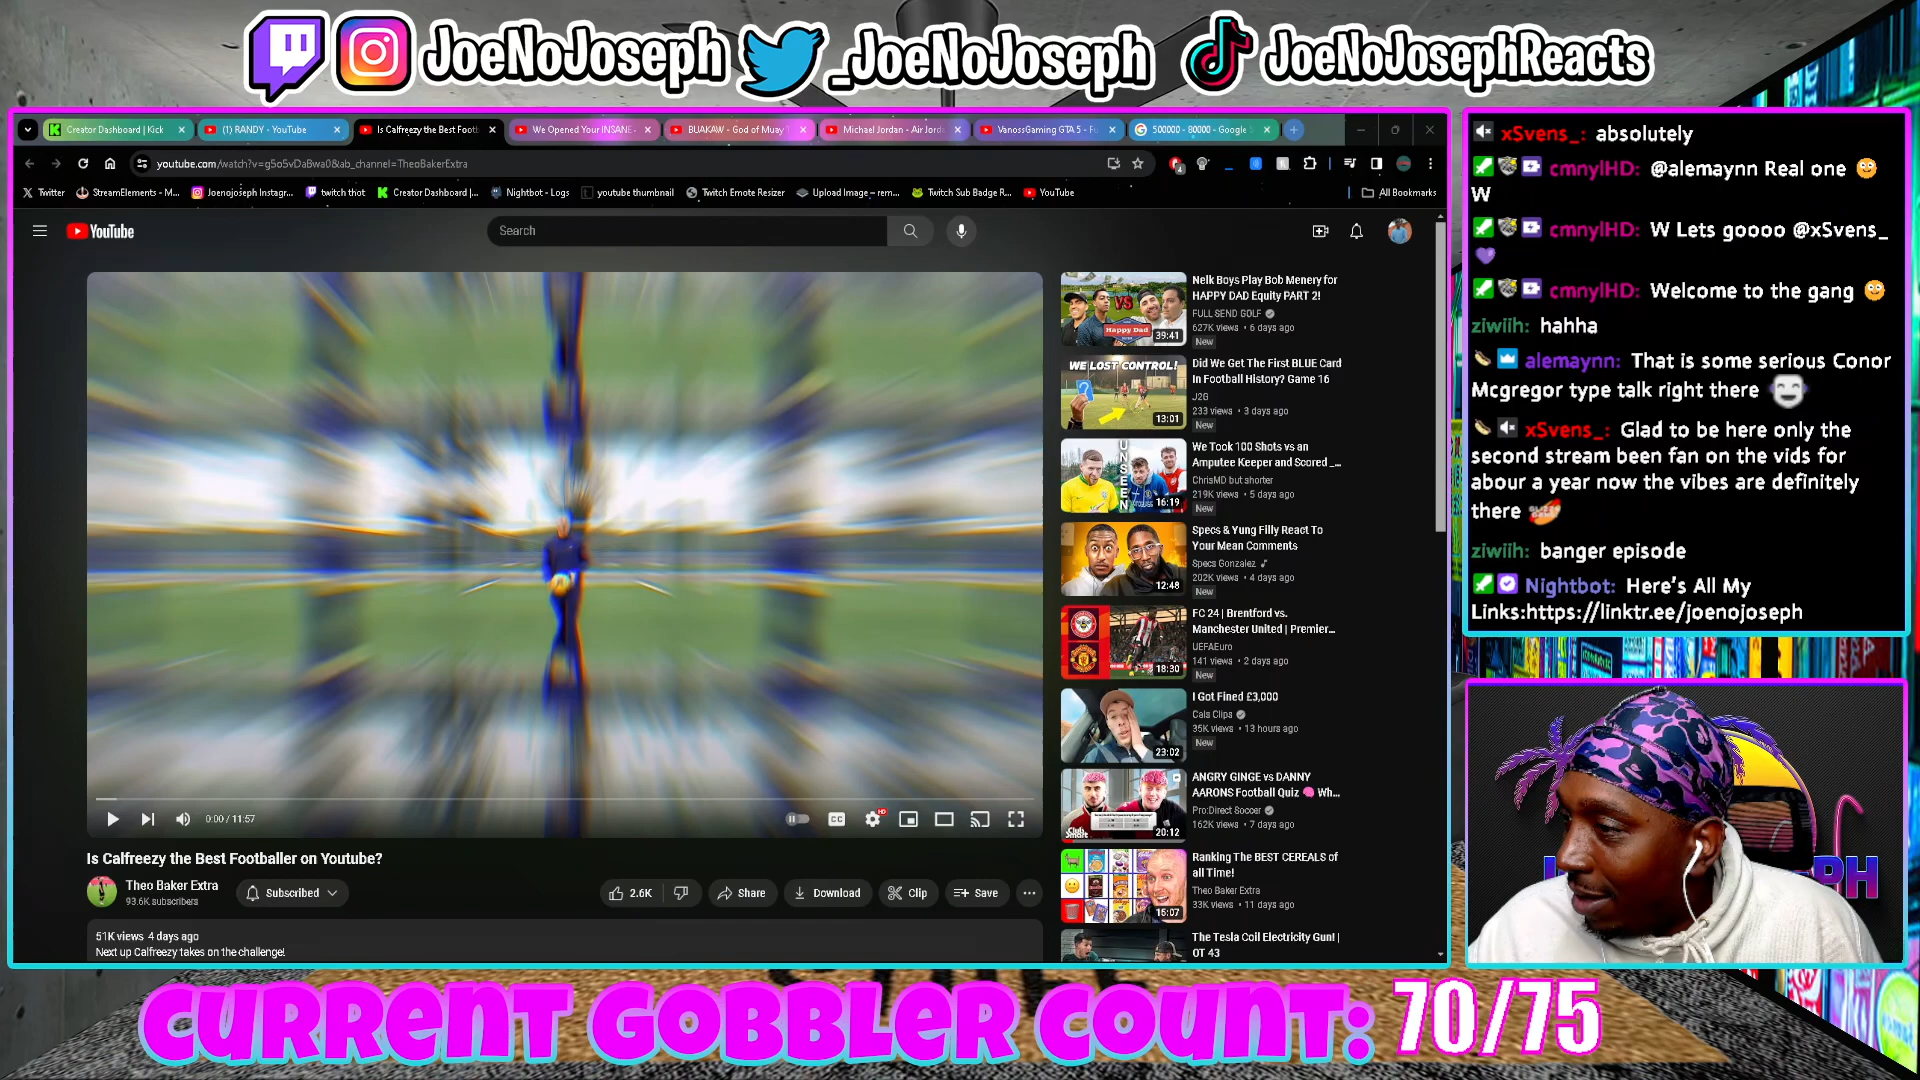 JoeNoJoseph _JoeNoJoseph JoeNoJosephReacts
Creator Dashboard | Kick
(1) RANDY - YouTube
Is Calfreezy the Best Footb
We Opened Your INSANE
BUAKAW - God of Muay T
Michael Jordan - Air Jord
VanossGaming GTA 5 - F
500000 - 80000 - Google S
youtube.com/watch?v=g5o5vDaBwa0&ab_channel=TheoBakerExtra
Twitter
StreamElements - M...
Joenojoseph Instagr...
twitch thot
Creator Dashboard |...
Nightbot - Logs
youtube thumbnail
Twitch Emote Resizer
Upload Image – rem...
Twitch Sub Badge R...
YouTube
All Bookmarks
YouTube
Search
0:00 / 11:57
CC
HD
Is Calfreezy the Best Footballer on Youtube?
Theo Baker Extra
93.6K subscribers
Subscribed
2.6K
Share
Download
Clip
Save
51K views 4 days ago
Next up Calfreezy takes on the challenge!
VS
Happy Dad
39:41
Nelk Boys Play Bob Menery for
HAPPY DAD Equity PART 2!
FULL SEND GOLF
627K views • 6 days ago
New
WE LOST CONTROL!
13:01
Did We Get The First BLUE Card
In Football History? Game 16
J2G
233 views • 3 days ago
New
UNSEEN
16:19
We Took 100 Shots vs an
Amputee Keeper and Scored _...
ChrisMD but shorter
219K views • 5 days ago
New
12:48
Specs & Yung Filly React To
Your Mean Comments
Specs Gonzalez
202K views • 4 days ago
New
18:30
FC 24 | Brentford vs.
Manchester United | Premier...
UEFAEuro
141 views • 2 days ago
New
23:02
I Got Fined £3,000
Cals Clips
35K views • 13 hours ago
New
20:12
ANGRY GINGE vs DANNY
AARONS Football Quiz 🧠 Wh...
Pro:Direct Soccer
162K views • 7 days ago
15:07
Ranking The BEST CEREALS of
all Time!
Theo Baker Extra
33K views • 11 days ago
The Tesla Coil Electricity Gun! |
OT 43
xSvens_: absolutely
cmnylHD: @alemaynn Real one
W
cmnylHD: W Lets goooo @xSvens_
💜
cmnylHD: Welcome to the gang
ziwiih: hahha
alemaynn: That is some serious Conor
Mcgregor type talk right there
xSvens_: Glad to be here only the
second stream been fan on the vids for
abour a year now the vibes are definitely
there
ziwiih: banger episode
Nightbot: Here's All My
Links:https://linktr.ee/joenojoseph
PH
CURRENT GOBBLER COUNT: 70/75